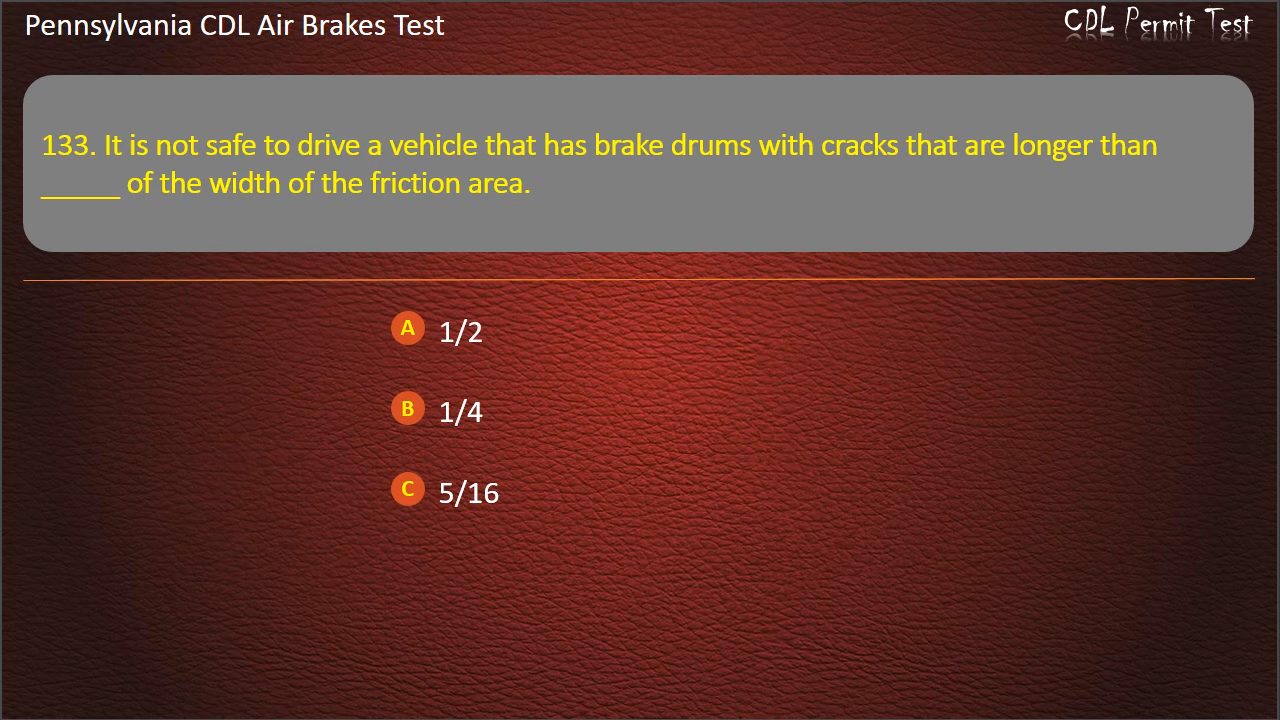 Pennsylvania CDL Air Brakes Test
CDL Permit Test
133. It is not safe to drive a vehicle that has brake drums with cracks that are longer than
_____ of the width of the friction area.
A 1/2
B 1/4
C 5/16